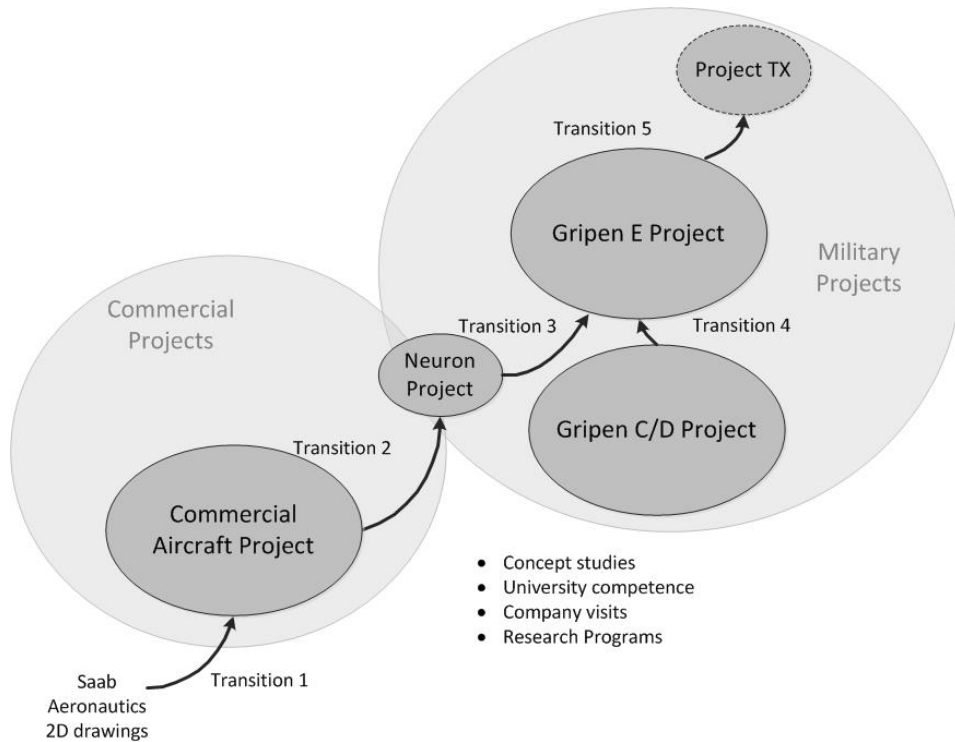 Project TX
Transition 5
Gripen E Project
Military
Projects
Commercial
Projects
Transition 3
Transition 4
Neuron
Project
Gripen C/D Project
Transition 2
Commercial
Aircraft Project
• Concept studies
• University competence
• Company visits
• Research Programs
Transition 1
Saab
Aeronautics
2D drawings